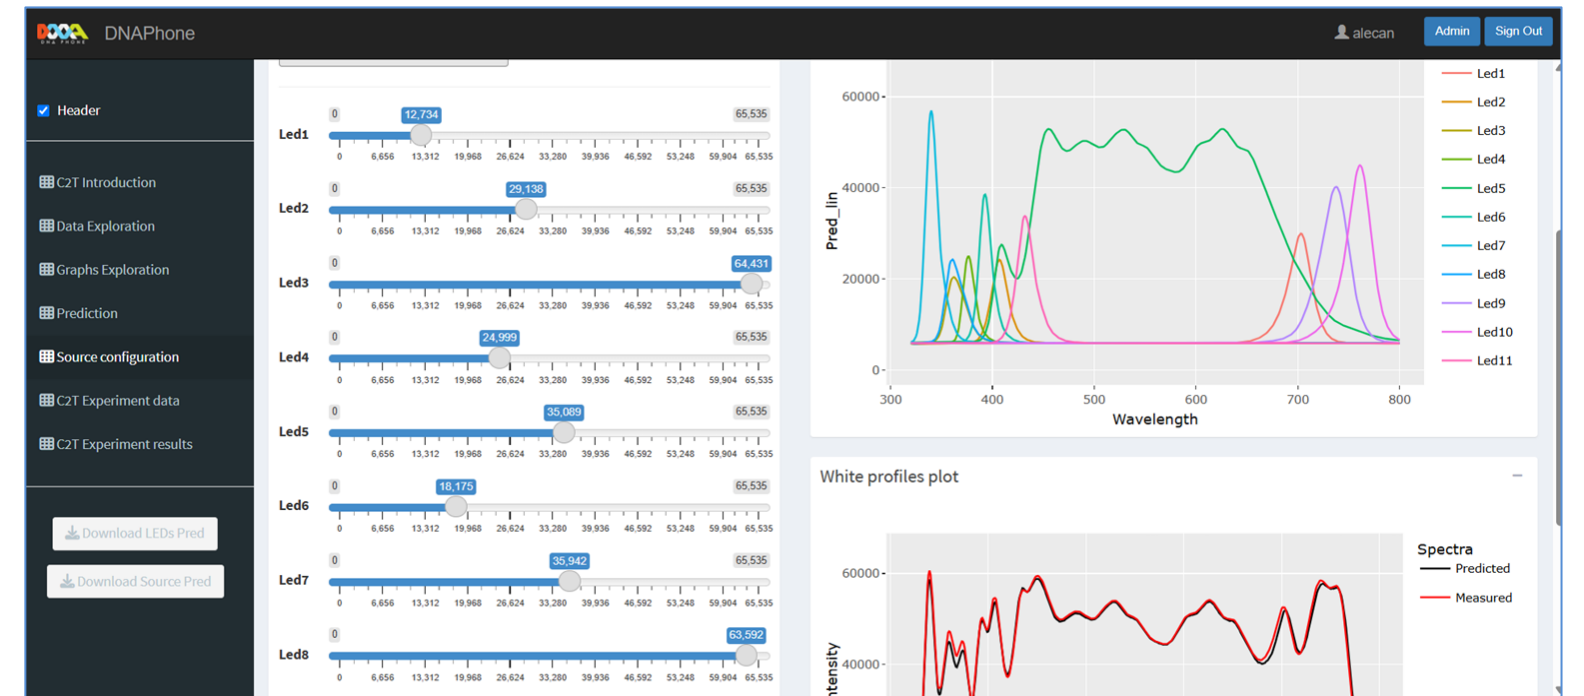 DOOA DNAPhone alecan Admin Sign Out
DNA PHONE
Header
C2T Introduction
Data Exploration
Graphs Exploration
Prediction
Source configuration
C2T Experiment data
C2T Experiment results
Download LEDs Pred
Download Source Pred
0 12,734 65,535
Led1
0 6,656 13,312 19,968 26,624 33,280 39,936 46,592 53,248 59,904 65,535
0 29,138 65,535
Led2
0 6,656 13,312 19,968 26,624 33,280 39,936 46,592 53,248 59,904 65,535
0 64,431
Led3
0 6,656 13,312 19,968 26,624 33,280 39,936 46,592 53,248 59,904 65,535
0 24,999 65,535
Led4
0 6,656 13,312 19,968 26,624 33,280 39,936 46,592 53,248 59,904 65,535
0 35,089 65,535
Led5
0 6,656 13,312 19,968 26,624 33,280 39,936 46,592 53,248 59,904 65,535
0 18,175 65,535
Led6
0 6,656 13,312 19,968 26,624 33,280 39,936 46,592 53,248 59,904 65,535
0 35,942 65,535
Led7
0 6,656 13,312 19,968 26,624 33,280 39,936 46,592 53,248 59,904 65,535
0 63,592
Led8
0 6,656 13,312 19,968 26,624 33,280 39,936 46,592 53,248 59,904 65,535
60000
40000
20000
0
Pred_lin
300 400 500 600 700 800
Wavelength
Led1
Led2
Led3
Led4
Led5
Led6
Led7
Led8
Led9
Led10
Led11
White profiles plot
60000
40000
Spectra
Predicted
Measured